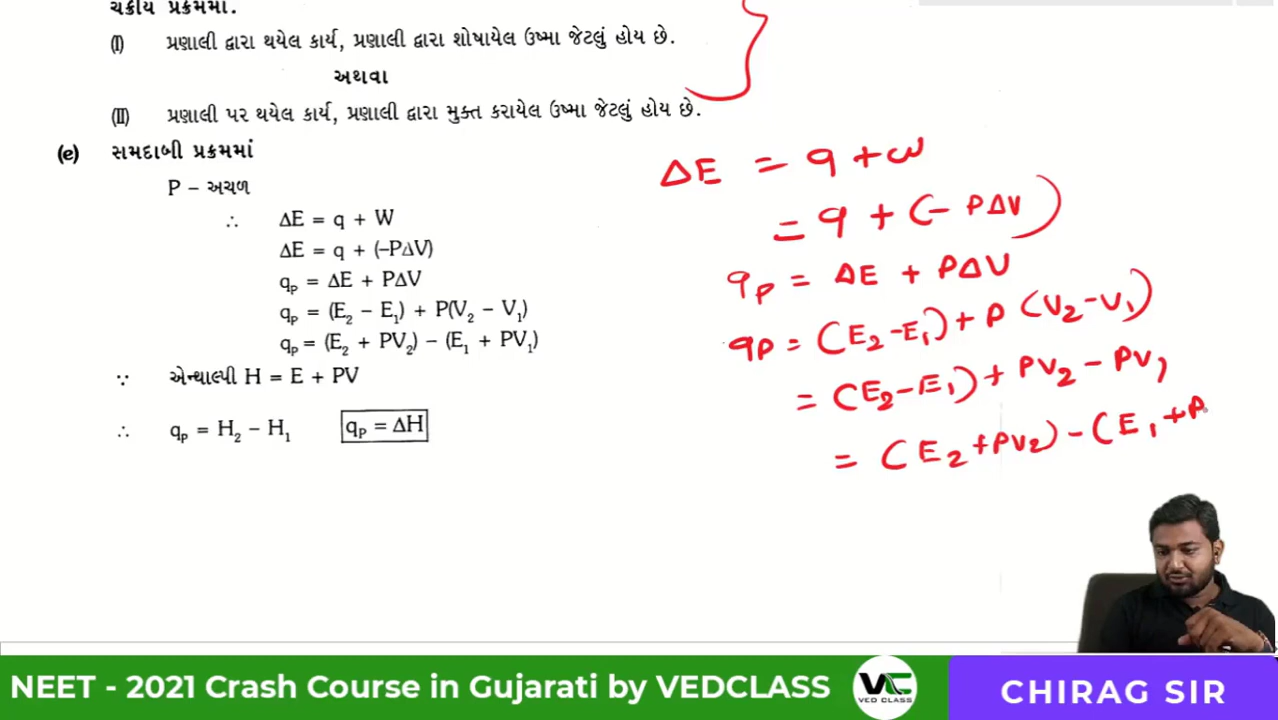 ચક્રીય પ્રક્રમમાં.
(I) પ્રણાલી દ્વારા થયેલ કાર્ય, પ્રણાલી દ્વારા શોષાયેલ ઉષ્મા જેટલું હોય છે.
અથવા
(II) પ્રણાલી પર થયેલ કાર્ય, પ્રણાલી દ્વારા મુક્ત કરાયેલ ઉષ્મા જેટલું હોય છે.
(e) સમદાબી પ્રક્રમમાં
P – અચળ
∴ ΔE = q + W
ΔE = q + (–PΔV)
qₚ = ΔE + PΔV
qₚ = (E₂ – E₁) + P(V₂ – V₁)
qₚ = (E₂ + PV₂) – (E₁ + PV₁)
∵ એન્થાલ્પી H = E + PV
∴ qₚ = H₂ – H₁ qₚ = ΔH
ΔE = q + w
= q + (– PΔV)
qₚ = ΔE + PΔV
qₚ = (E₂ – E₁) + P (V₂ – V₁)
= (E₂ – E₁) + PV₂ – PV₁
= (E₂ + PV₂) – (E₁ + P
NEET - 2021 Crash Course in Gujarati by VEDCLASS
VC
VED CLASS
CHIRAG SIR